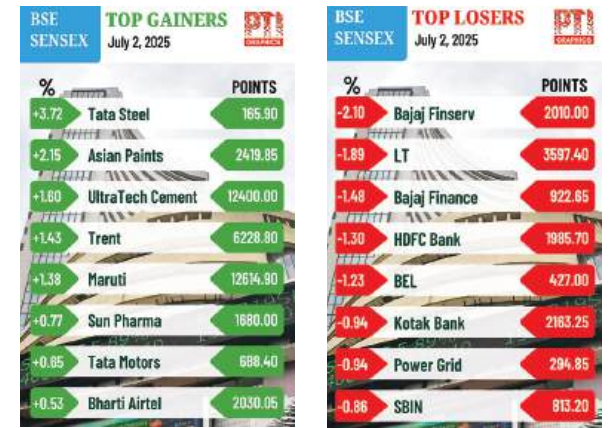 BSE
SENSEX
TOP GAINERS
July 2, 2025
PTI
GRAPHICS
% POINTS
+3.72 Tata Steel 165.90
+2.15 Asian Paints 2419.85
+1.60 UltraTech Cement 12400.00
+1.43 Trent 6228.80
+1.38 Maruti 12614.90
+0.77 Sun Pharma 1680.00
+0.65 Tata Motors 688.40
+0.53 Bharti Airtel 2030.05
BSE
SENSEX
TOP LOSERS
July 2, 2025
PTI
GRAPHICS
% POINTS
-2.10 Bajaj Finserv 2010.00
-1.89 LT 3597.40
-1.48 Bajaj Finance 922.65
-1.30 HDFC Bank 1985.70
-1.23 BEL 427.00
-0.94 Kotak Bank 2163.25
-0.94 Power Grid 294.85
-0.86 SBIN 813.20